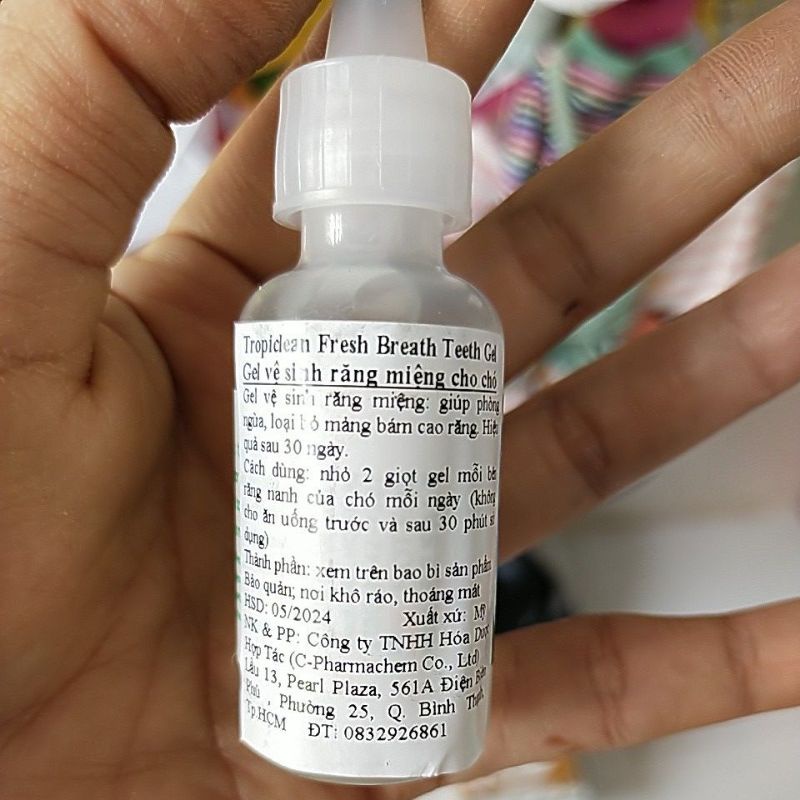 Tropiclean Fresh Breath Teeth Gel
Gel vệ sinh răng miệng cho chó
Gel vệ sinh răng miệng: giúp phòng
ngừa, loại bỏ mảng bám cao răng. Hiệu
quả sau 30 ngày.
Cách dùng: nhỏ 2 giọt gel mỗi bên
răng nanh của chó mỗi ngày (không
cho ăn uống trước và sau 30 phút sử
dụng)
Thành phần: xem trên bao bì sản phẩm
Bảo quản; nơi khô ráo, thoáng mát
HSD: 05/2024 Xuất xứ: Mỹ
NK & PP: Công ty TNHH Hóa Dược
Hợp Tác (C-Pharmachem Co., Ltd)
Lầu 13, Pearl Plaza, 561A Điện Biên
Phủ , Phường 25, Q. Bình Thạnh,
Tp.HCM ĐT: 0832926861